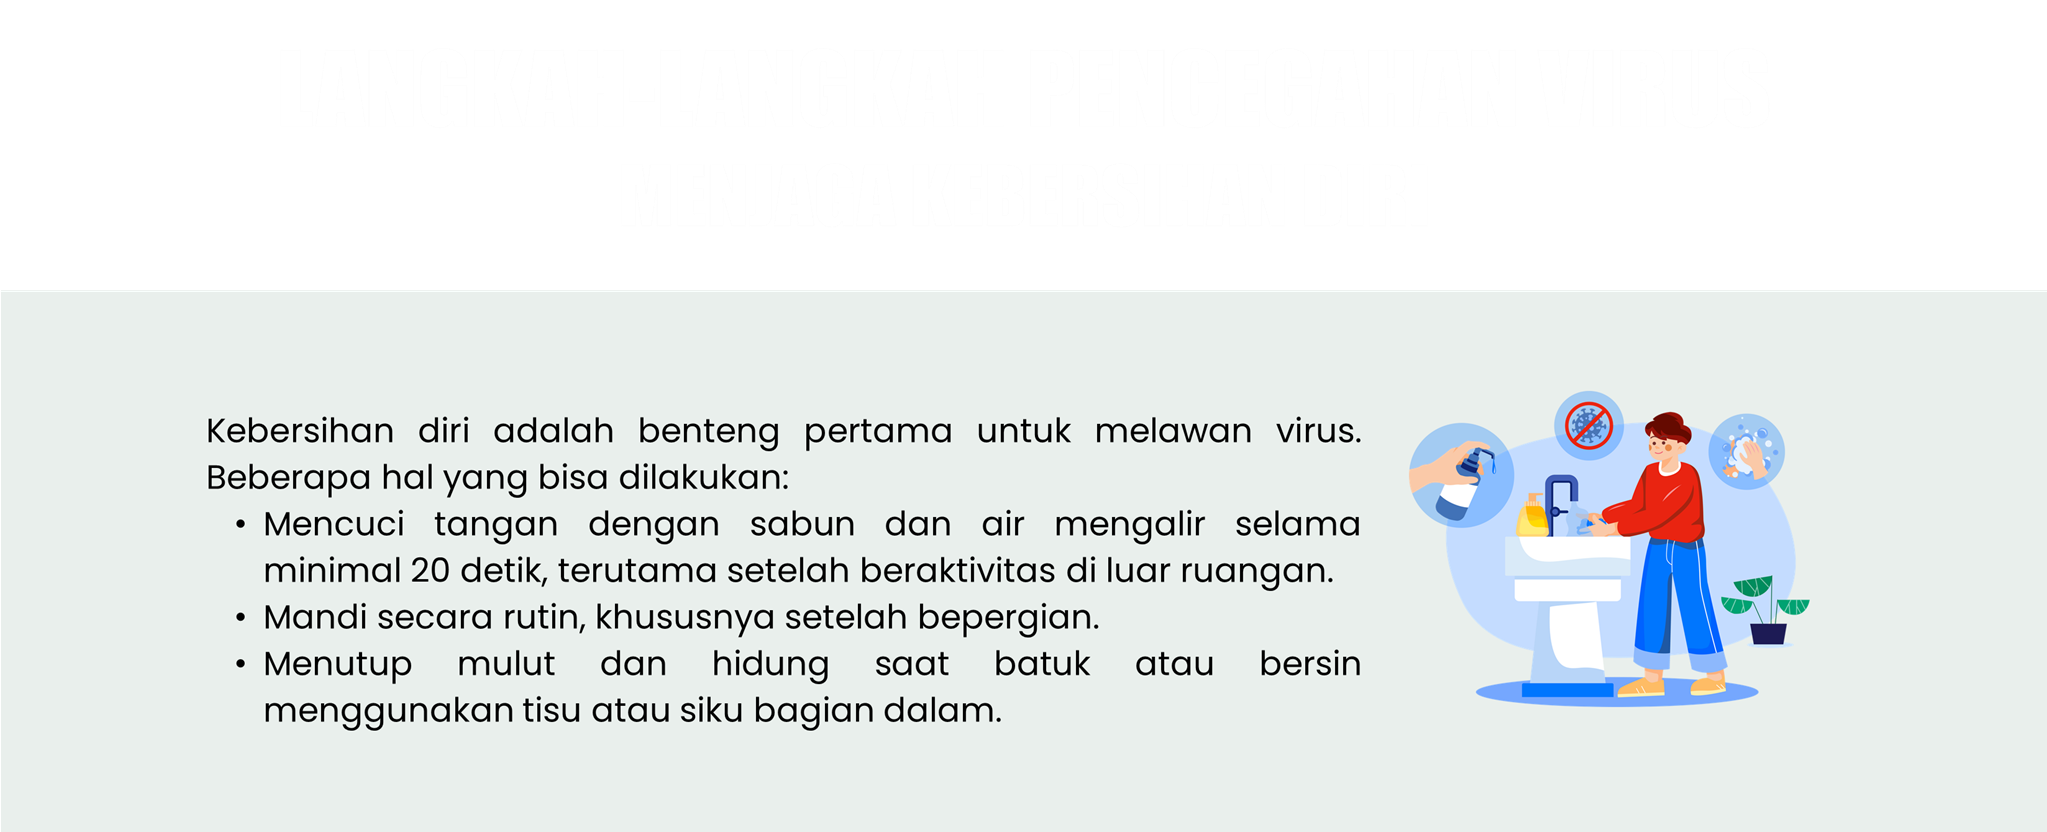 Kebersihan diri adalah benteng pertama untuk melawan virus.
Beberapa hal yang bisa dilakukan:
• Mencuci tangan dengan sabun dan air mengalir selama
minimal 20 detik, terutama setelah beraktivitas di luar ruangan.
• Mandi secara rutin, khususnya setelah bepergian.
• Menutup mulut dan hidung saat batuk atau bersin
menggunakan tisu atau siku bagian dalam.